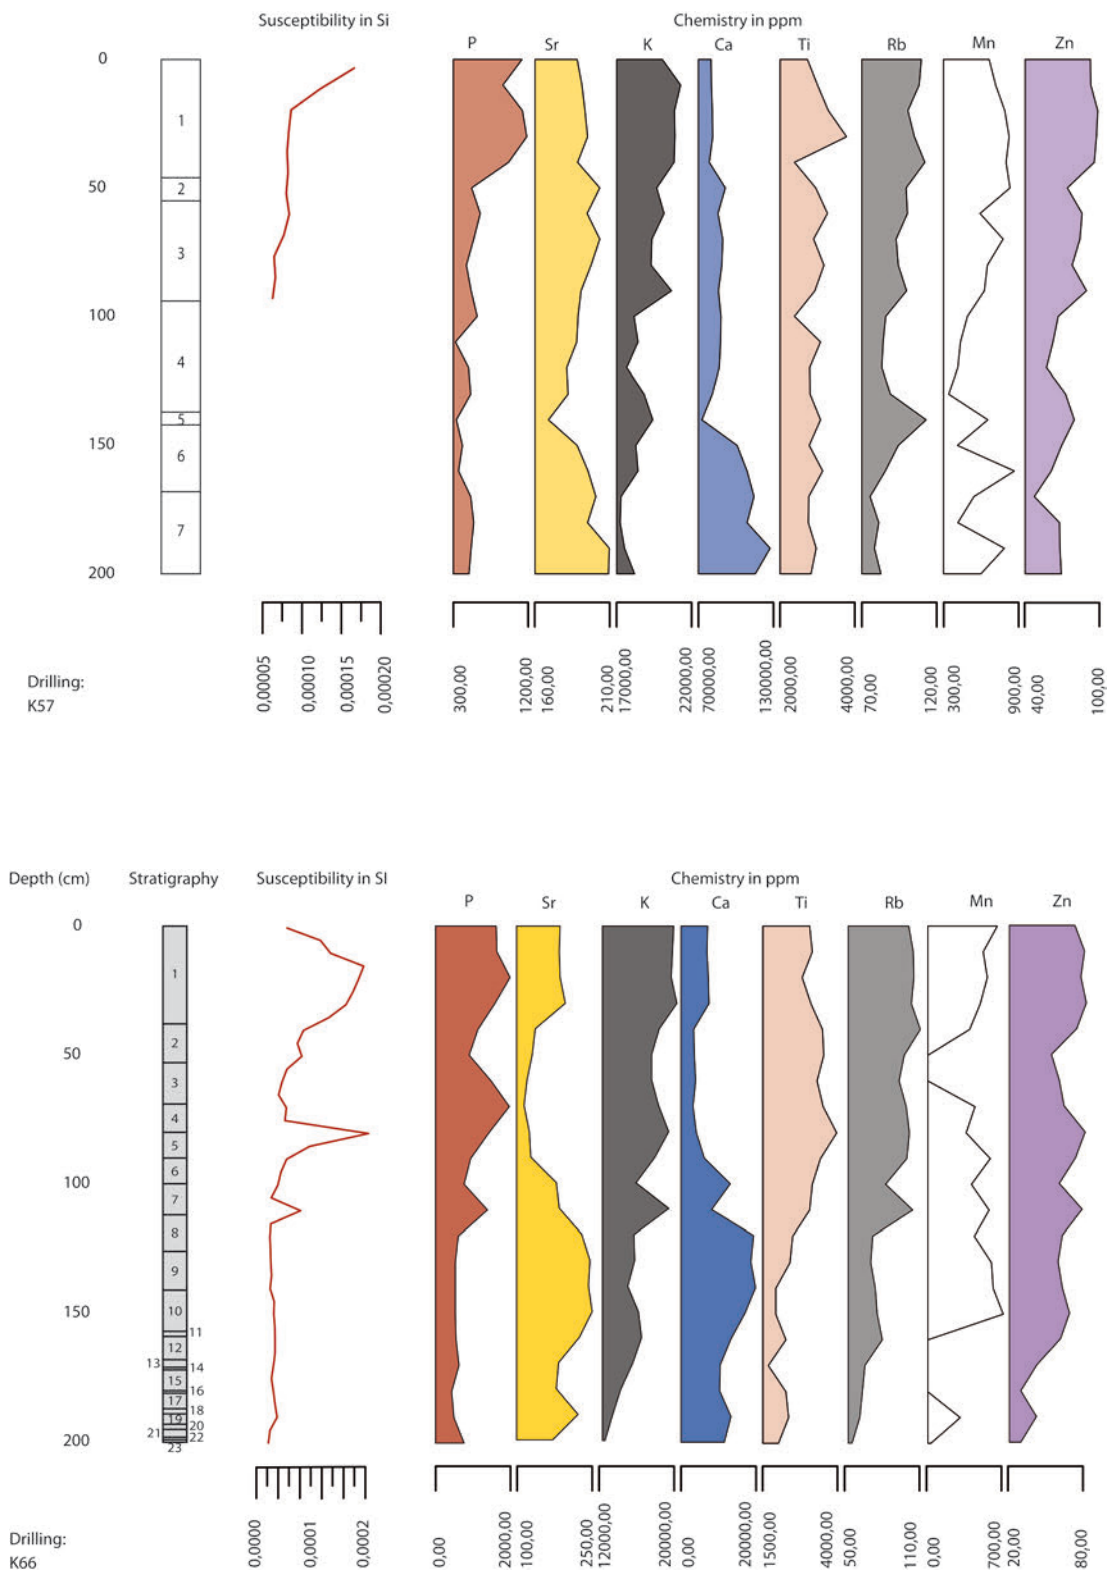 Susceptibility in Si
Chemistry in ppm
P Sr K Ca Ti Rb Mn Zn
0
50
100
150
200
1
2
3
4
5
6
7
0,00005 0,00010 0,00015 0,00020
300,00 1200,00 160,00 210,00 17000,00 22000,00 70000,00 130000,00 2000,00 4000,00 70,00 120,00 300,00 900,00 40,00 100,00
Drilling:
K57
Depth (cm) Stratigraphy Susceptibility in SI Chemistry in ppm
P Sr K Ca Ti Rb Mn Zn
0
50
100
150
200
1
2
3
4
5
6
7
8
9
10
11
12
13 14
15
16
17
18
19
20
21 22
23
0,0000 0,0001 0,0002
0,00 2000,00 100,00 250,00 12000,00 20000,00 0,00 20000,00 1500,00 4000,00 50,00 110,00 0,00 700,00 20,00 80,00
Drilling:
K66